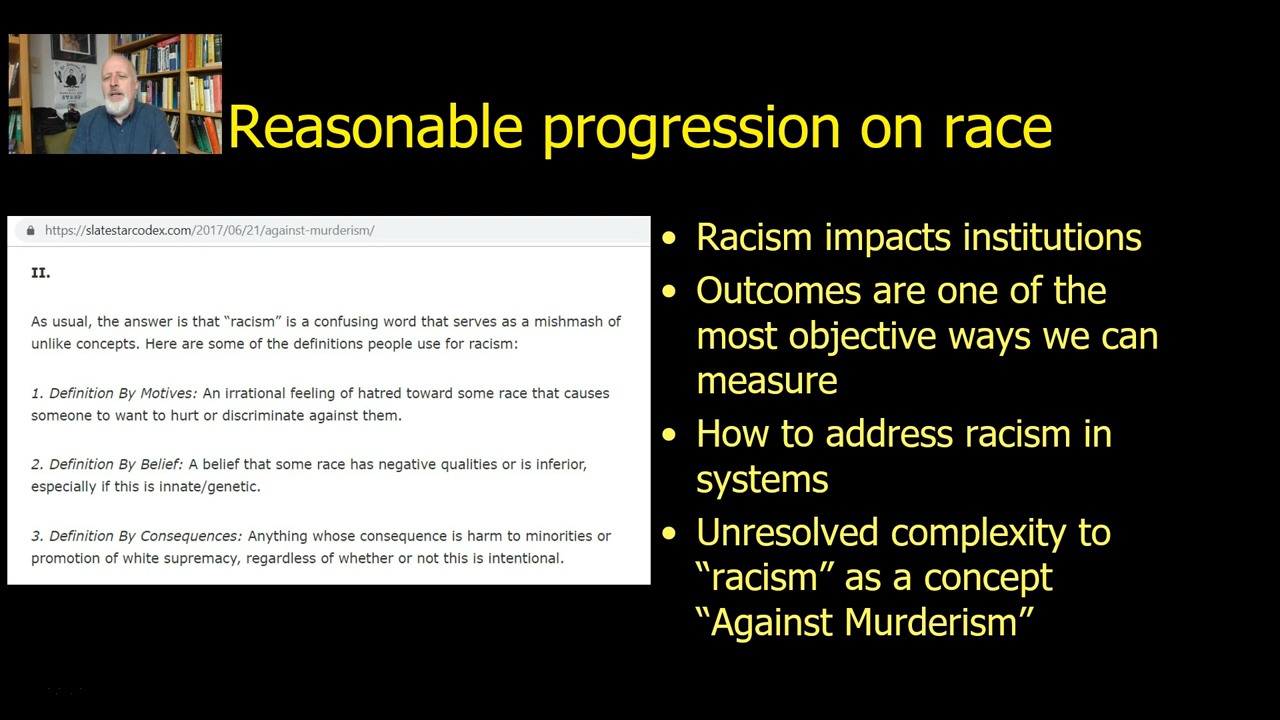 Reasonable progression on race
https://slatestarcodex.com/2017/06/21/against-murderism/
II.
As usual, the answer is that “racism” is a confusing word that serves as a mishmash of
unlike concepts. Here are some of the definitions people use for racism:
1. Definition By Motives: An irrational feeling of hatred toward some race that causes
someone to want to hurt or discriminate against them.
2. Definition By Belief: A belief that some race has negative qualities or is inferior,
especially if this is innate/genetic.
3. Definition By Consequences: Anything whose consequence is harm to minorities or
promotion of white supremacy, regardless of whether or not this is intentional.
• Racism impacts institutions
• Outcomes are one of the
most objective ways we can
measure
• How to address racism in
systems
• Unresolved complexity to
“racism” as a concept
“Against Murderism”